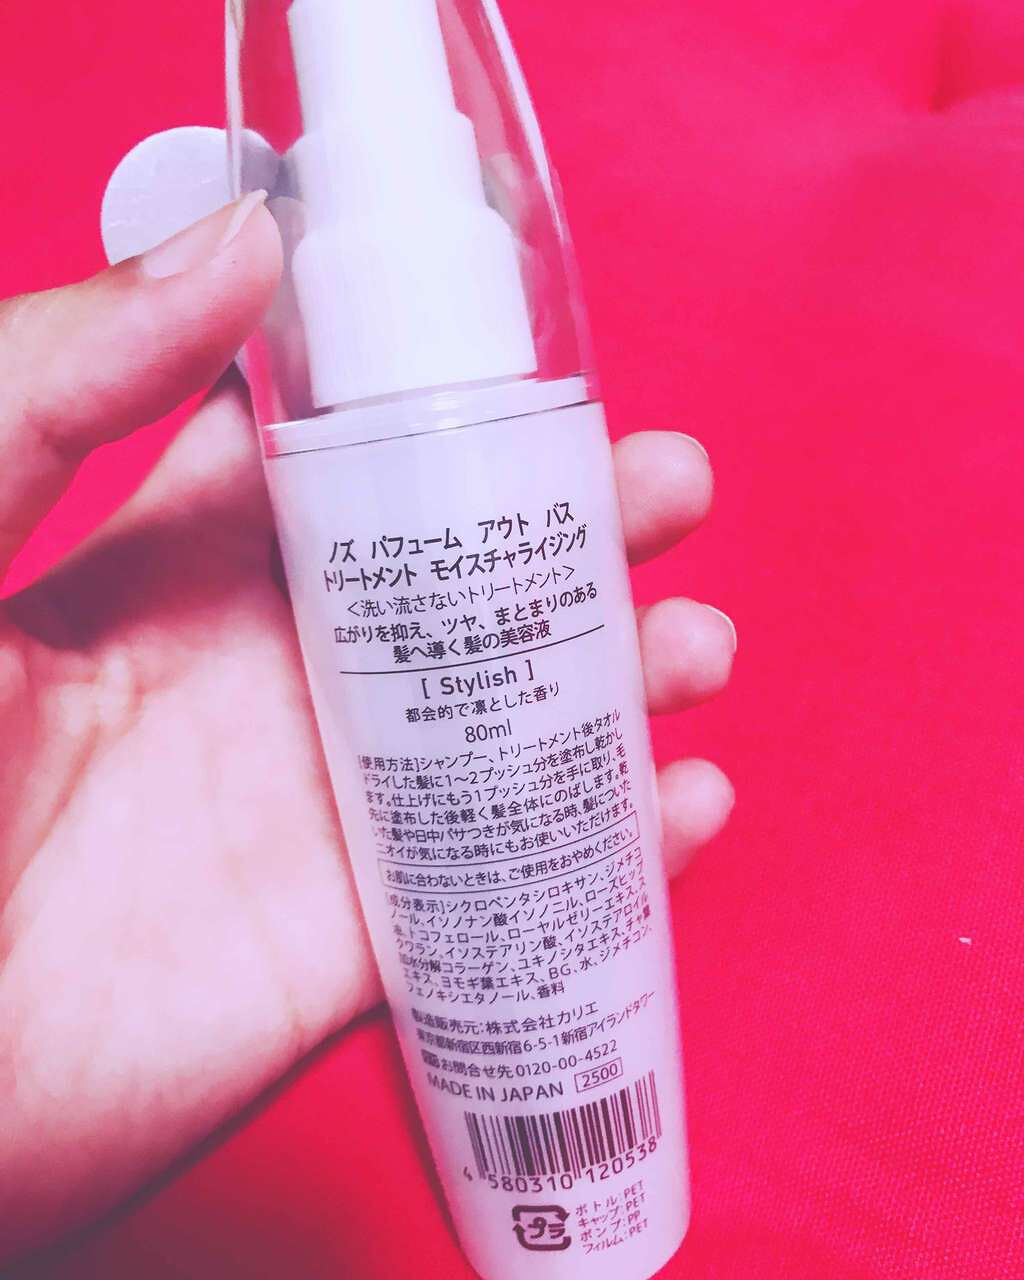 ノズ パフューム アウト バス
トリートメント モイスチャライジング
<洗い流さないトリートメント>
広がりを抑え、ツヤ、まとまりのある
髪へ導く髪の美容液
[ Stylish ]
都会的で凛とした香り
80ml
[使用方法]シャンプー、トリートメント後タオル
ドライした髪に1~2プッシュ分を塗布し乾かし
ます。仕上げにもう1プッシュ分を手に取り、毛
先に塗布した後軽く髪全体にのばします。乾
いた髪や日中パサつきが気になる時、髪についた
ニオイが気になる時にもお使いいただけます。
お肌に合わないときは、ご使用をおやめください。
[成分表示]シクロペンタシロキサン、ジメチコ
ノール、イソノナン酸イソノニル、ローズヒップ
油、トコフェロール、ローヤルゼリーエキス、ス
クワラン、イソステアリン酸、イソステアロイル
加水分解コラーゲン、ユキノシタエキス、チャ葉
エキス、ヨモギ葉エキス、BG、水、ジメチコン、
フェノキシエタノール、香料
製造販売元:株式会社カリエ
東京都新宿区西新宿6-5-1新宿アイランドタワー
お問合せ先 0120-00-4522
MADE IN JAPAN 2500
4 580310 120538
プラ
ボトル:PET
キャップ:PET
ポンプ:PP
フィルム:PET